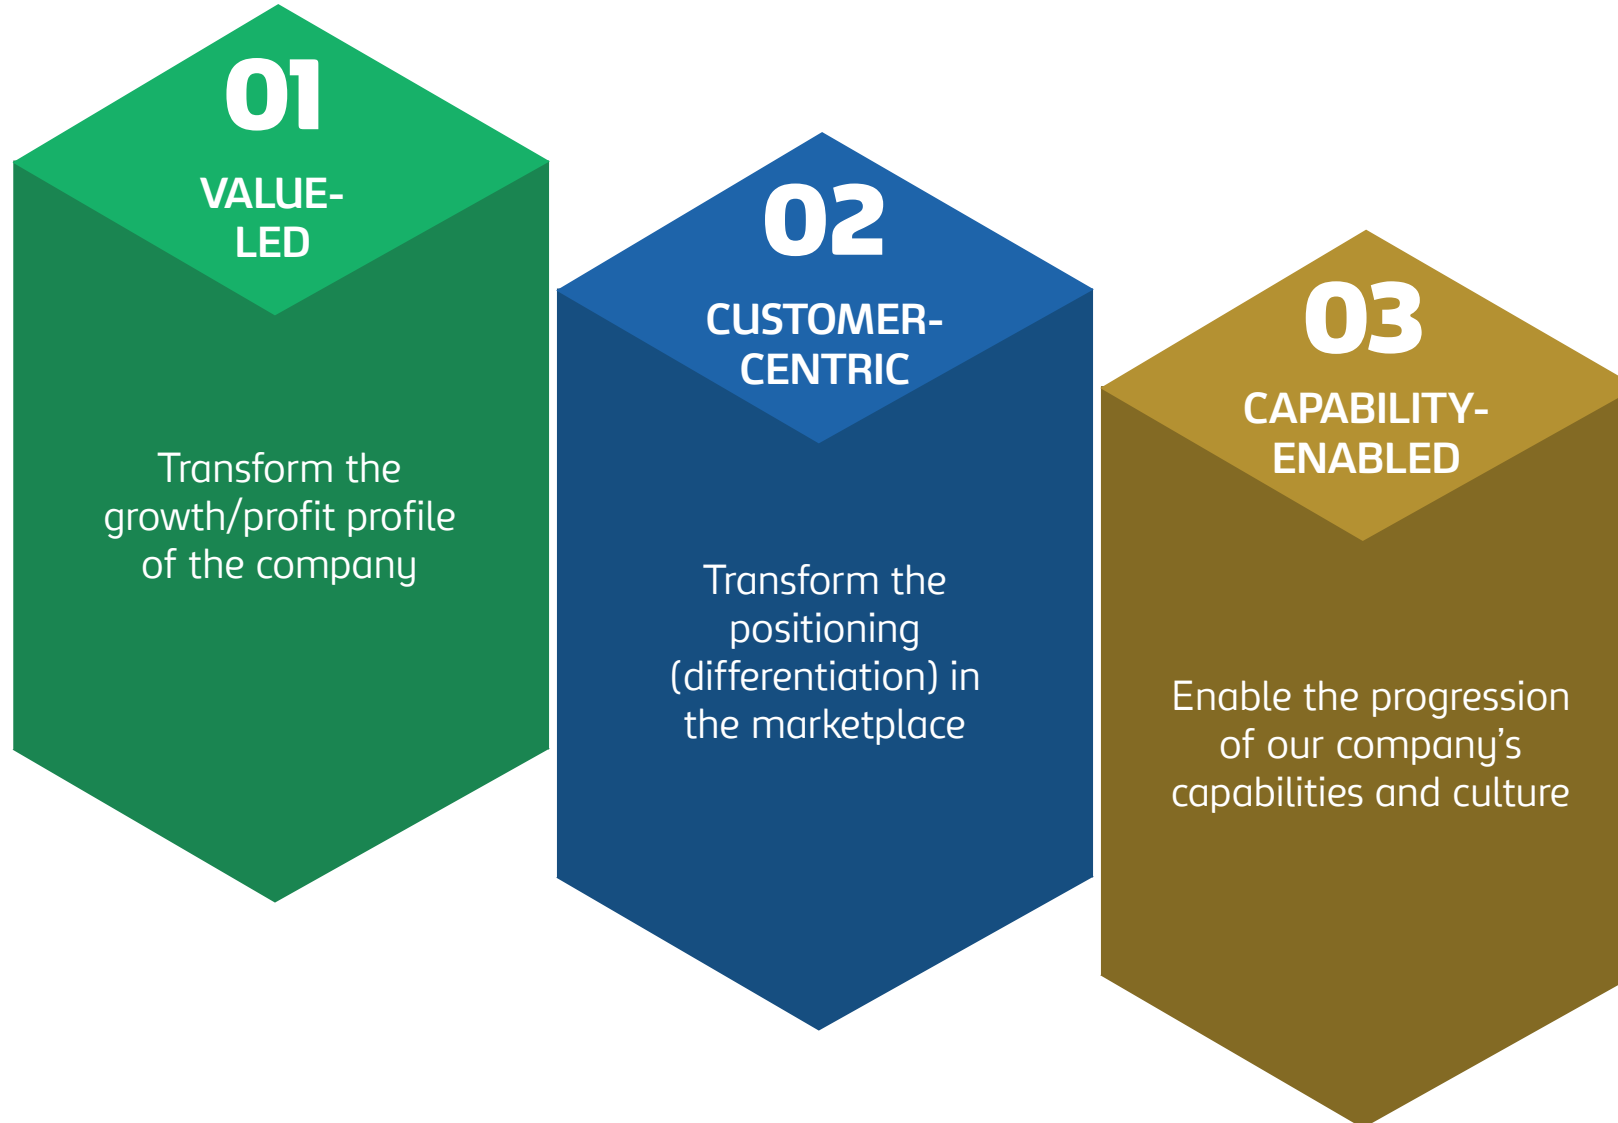 01
VALUE-
LED
Transform the
growth/profit profile
of the company
02
CUSTOMER-
CENTRIC
Transform the
positioning
(differentiation) in
the marketplace
03
CAPABILITY-
ENABLED
Enable the progression
of our company’s
capabilities and culture